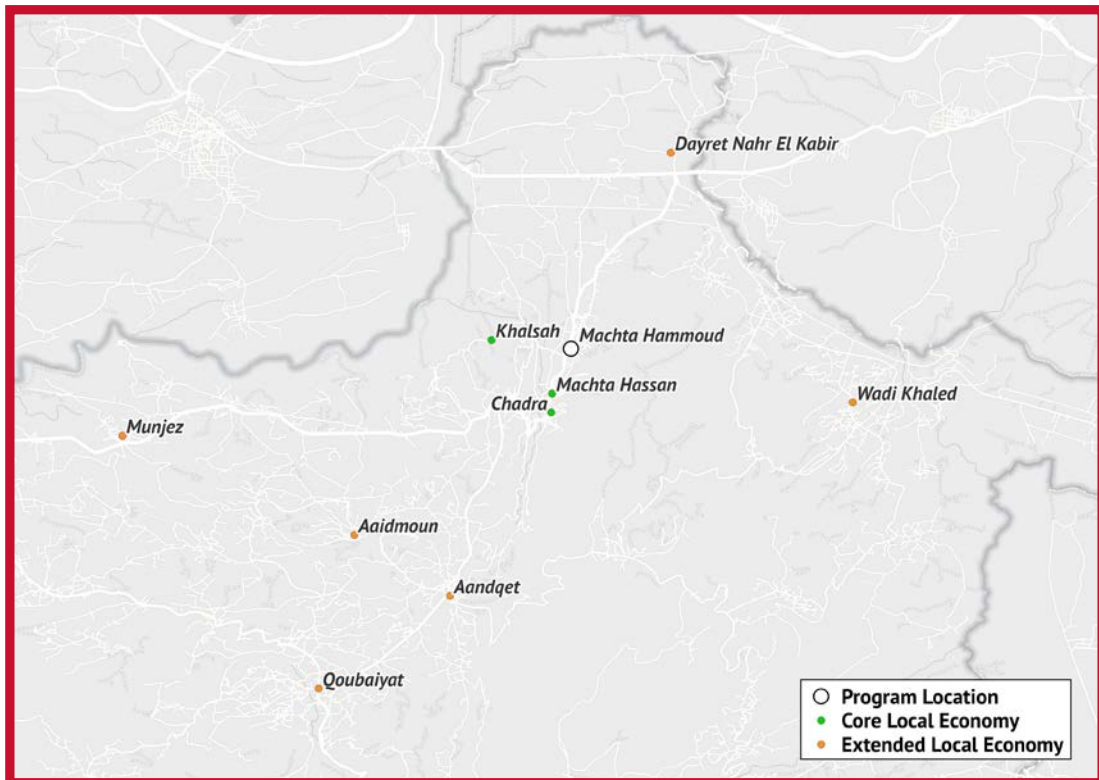 Dayret Nahr El Kabir
Khalsah
Machta Hammoud
Machta Hassan
Chadra
Wadi Khaled
Munjez
Aaidmoun
Aandqet
Qoubaiyat
Program Location
Core Local Economy
Extended Local Economy